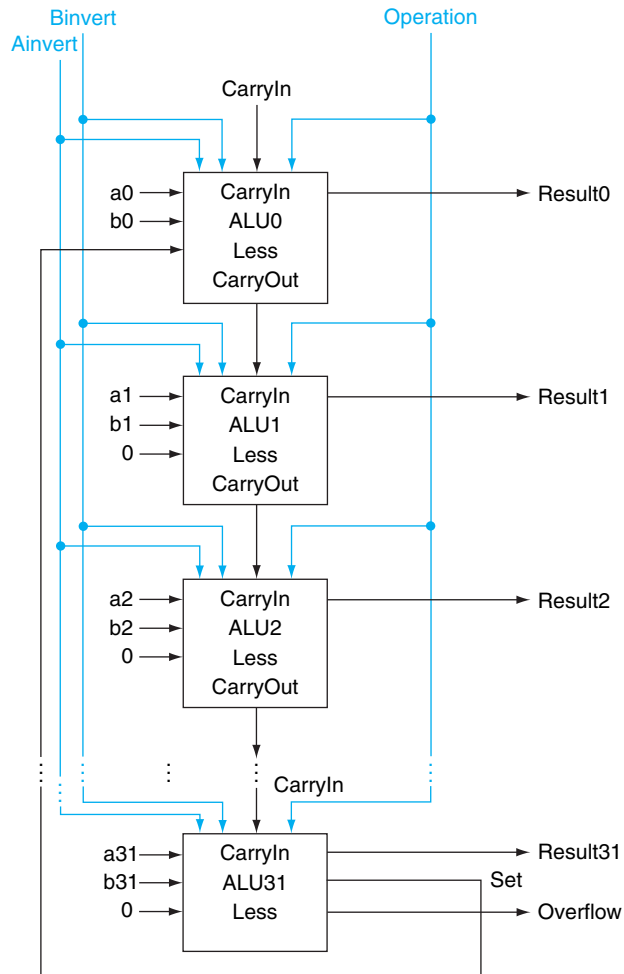 Binvert
Operation
Ainvert
CarryIn
a0
CarryIn
Result0
b0
ALU0
Less
CarryOut
a1
CarryIn
Result1
b1
ALU1
0
Less
CarryOut
a2
CarryIn
Result2
b2
ALU2
0
Less
CarryOut
CarryIn
a31
CarryIn
Result31
b31
ALU31
Set
0
Less
Overflow